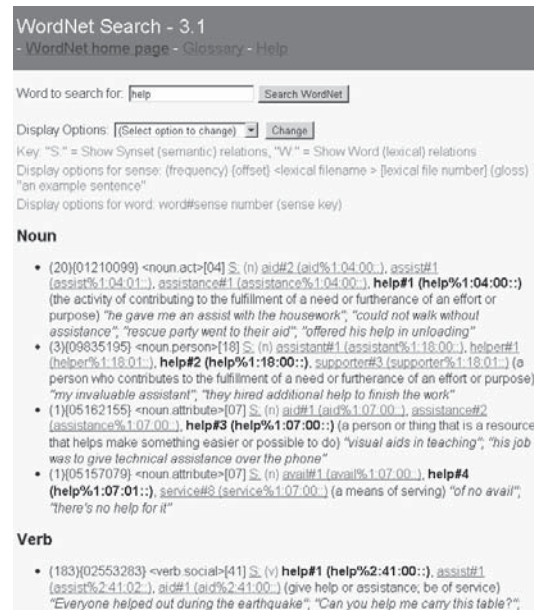 WordNet Search - 3.1
- WordNet home page - Glossary - Help
Word to search for: help Search WordNet
Display Options: (Select option to change) Change
Key: "S:" = Show Synset (semantic) relations, "W:" = Show Word (lexical) relations
Display options for sense: (frequency) {offset} <lexical filename > [lexical file number] (gloss)
"an example sentence"
Display options for word: word#sense number (sense key)
Noun
• (20){01210099} <noun.act>[04] S: (n) aid#2 (aid%1:04:00::), assist#1
(assist%1:04:01::), assistance#1 (assistance%1:04:00::), help#1 (help%1:04:00::)
(the activity of contributing to the fulfillment of a need or furtherance of an effort or
purpose) "he gave me an assist with the housework"; "could not walk without
assistance"; "rescue party went to their aid"; "offered his help in unloading"
• (3){09835195} <noun.person>[18] S: (n) assistant#1 (assistant%1:18:00::), helper#1
(helper%1:18:01::), help#2 (help%1:18:00::), supporter#3 (supporter%1:18:01::) (a
person who contributes to the fulfillment of a need or furtherance of an effort or purpose)
"my invaluable assistant"; "they hired additional help to finish the work"
• (1){05162155} <noun.attribute>[07] S: (n) aid#1 (aid%1:07:00::), assistance#2
(assistance%1:07:00::), help#3 (help%1:07:00::) (a person or thing that is a resource
that helps make something easier or possible to do) "visual aids in teaching"; "his job
was to give technical assistance over the phone"
• (1){05157079} <noun.attribute>[07] S: (n) avail#1 (avail%1:07:00::), help#4
(help%1:07:01::), service#8 (service%1:07:00::) (a means of serving) "of no avail";
"there's no help for it"
Verb
• (183){02553283} <verb.social>[41] S: (v) help#1 (help%2:41:00::), assist#1
(assist%2:41:02::), aid#1 (aid%2:41:00::) (give help or assistance; be of service)
"Everyone helped out during the earthquake"; "Can you help me carry this table?";